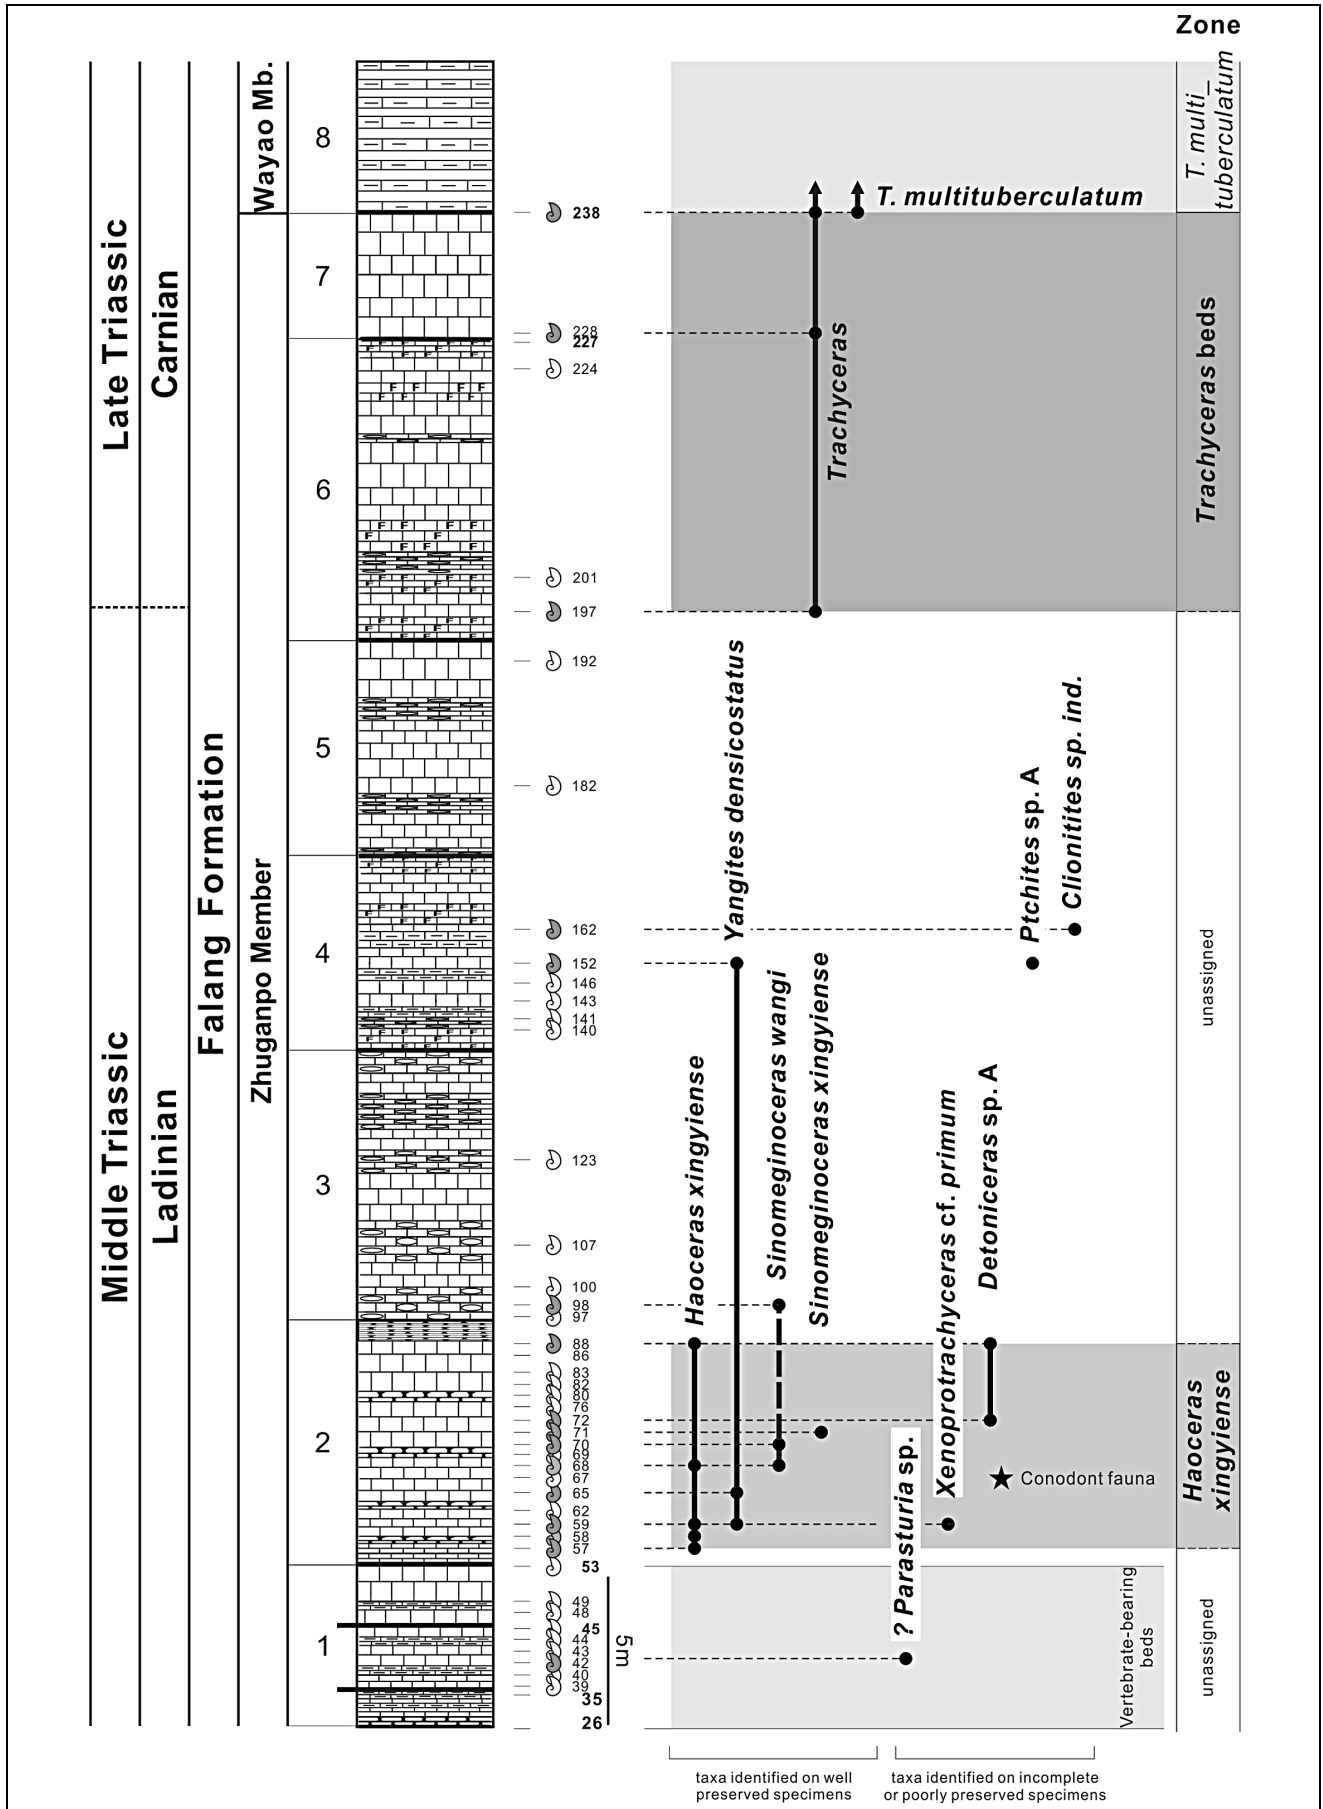 Zone
Late Triassic
Middle Triassic
Carnian
Ladinian
Falang Formation
Wayao Mb.
Zhuganpo Member
8
7
6
5
4
3
2
1
238
228
227
224
201
197
192
182
162
152
146
143
141
140
123
107
100
98
97
88
86
83
82
80
76
72
71
70
69
68
67
65
62
59
58
57
53
49
48
45
44
43
42
40
39
35
26
5m
T. multituberculatum
Trachyceras
Yangites densicostatus
Clionitites sp. ind.
Ptchites sp. A
Haoceras xingyiense
Sinomeginoceras wangi
Sinomeginoceras xingyiense
Xenoprotrachyceras cf. primum
Detoniceras sp. A
? Parasturia sp.
Conodont fauna
Vertebrate-bearing
beds
T. multi_
tuberculatum
Trachyceras beds
unassigned
Haoceras
xingyiense
unassigned
taxa identified on well
preserved specimens
taxa identified on incomplete
or poorly preserved specimens
F F F F F